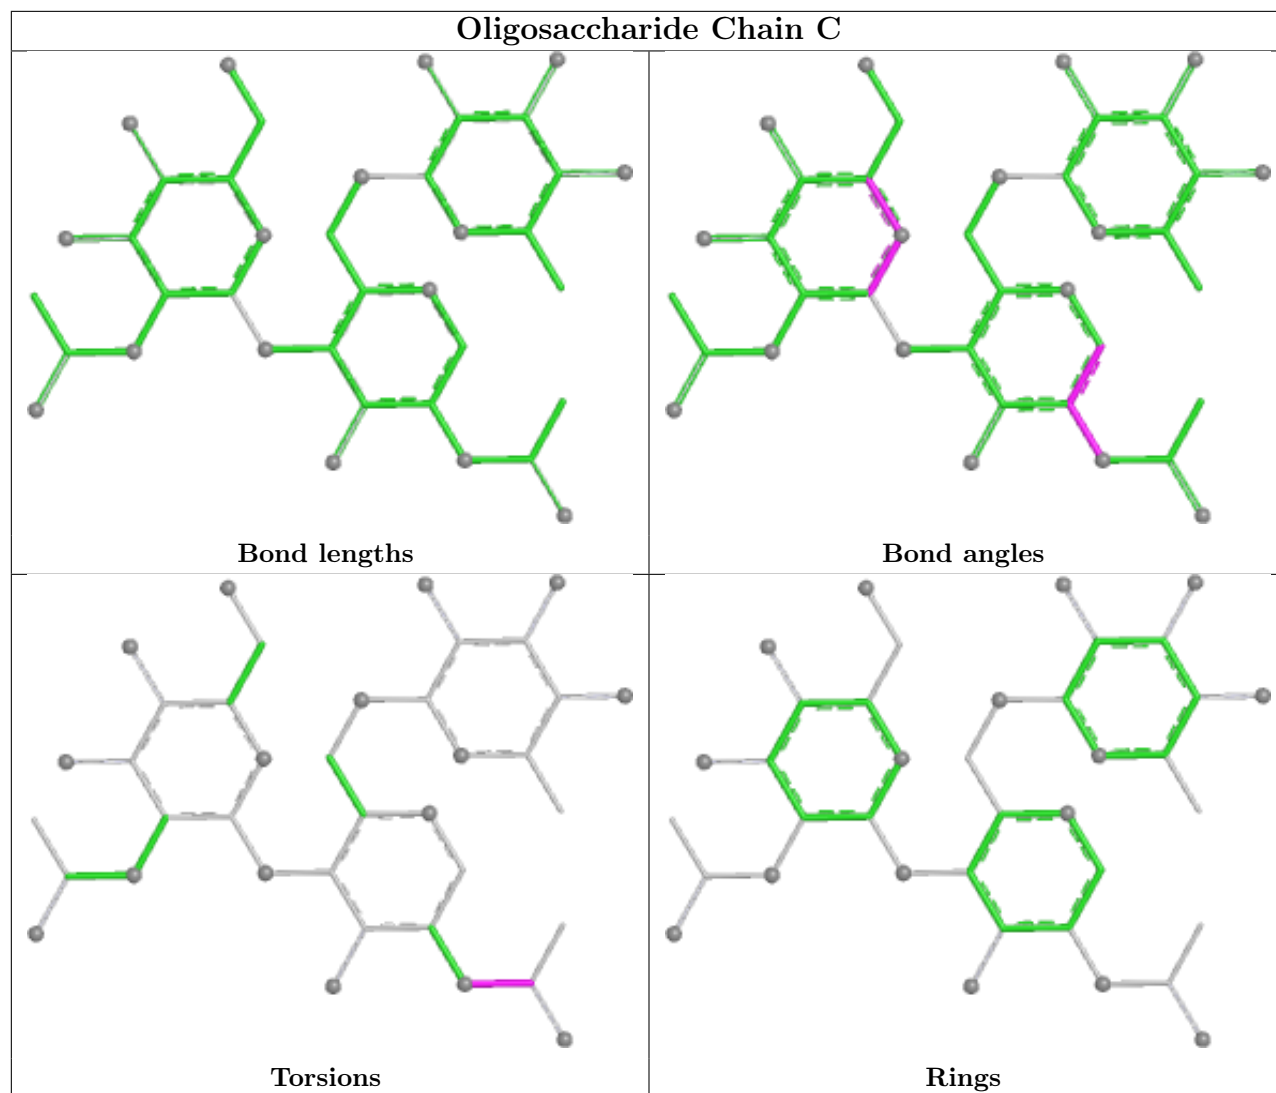 Oligosaccharide Chain C
Bond lengths
Bond angles
Torsions
Rings